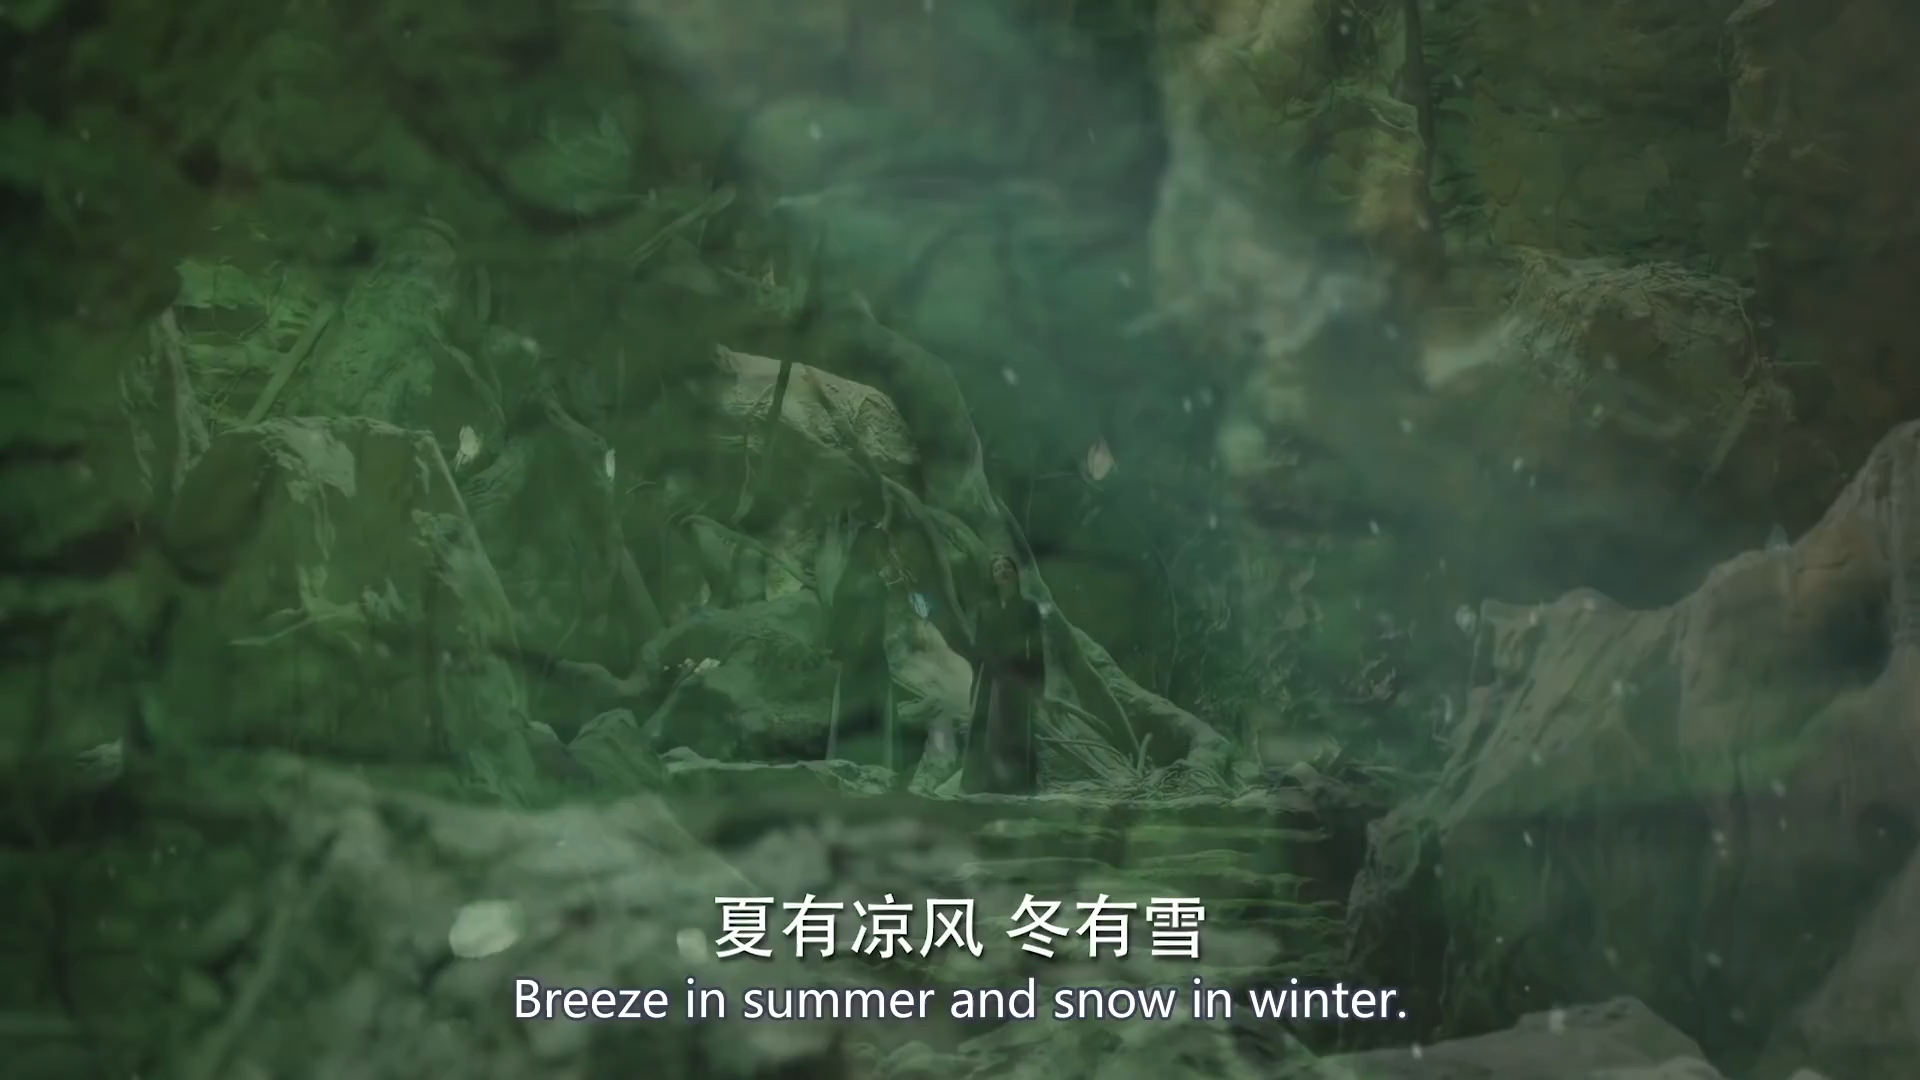 夏有凉风 冬有雪
Breeze in summer and snow in winter.